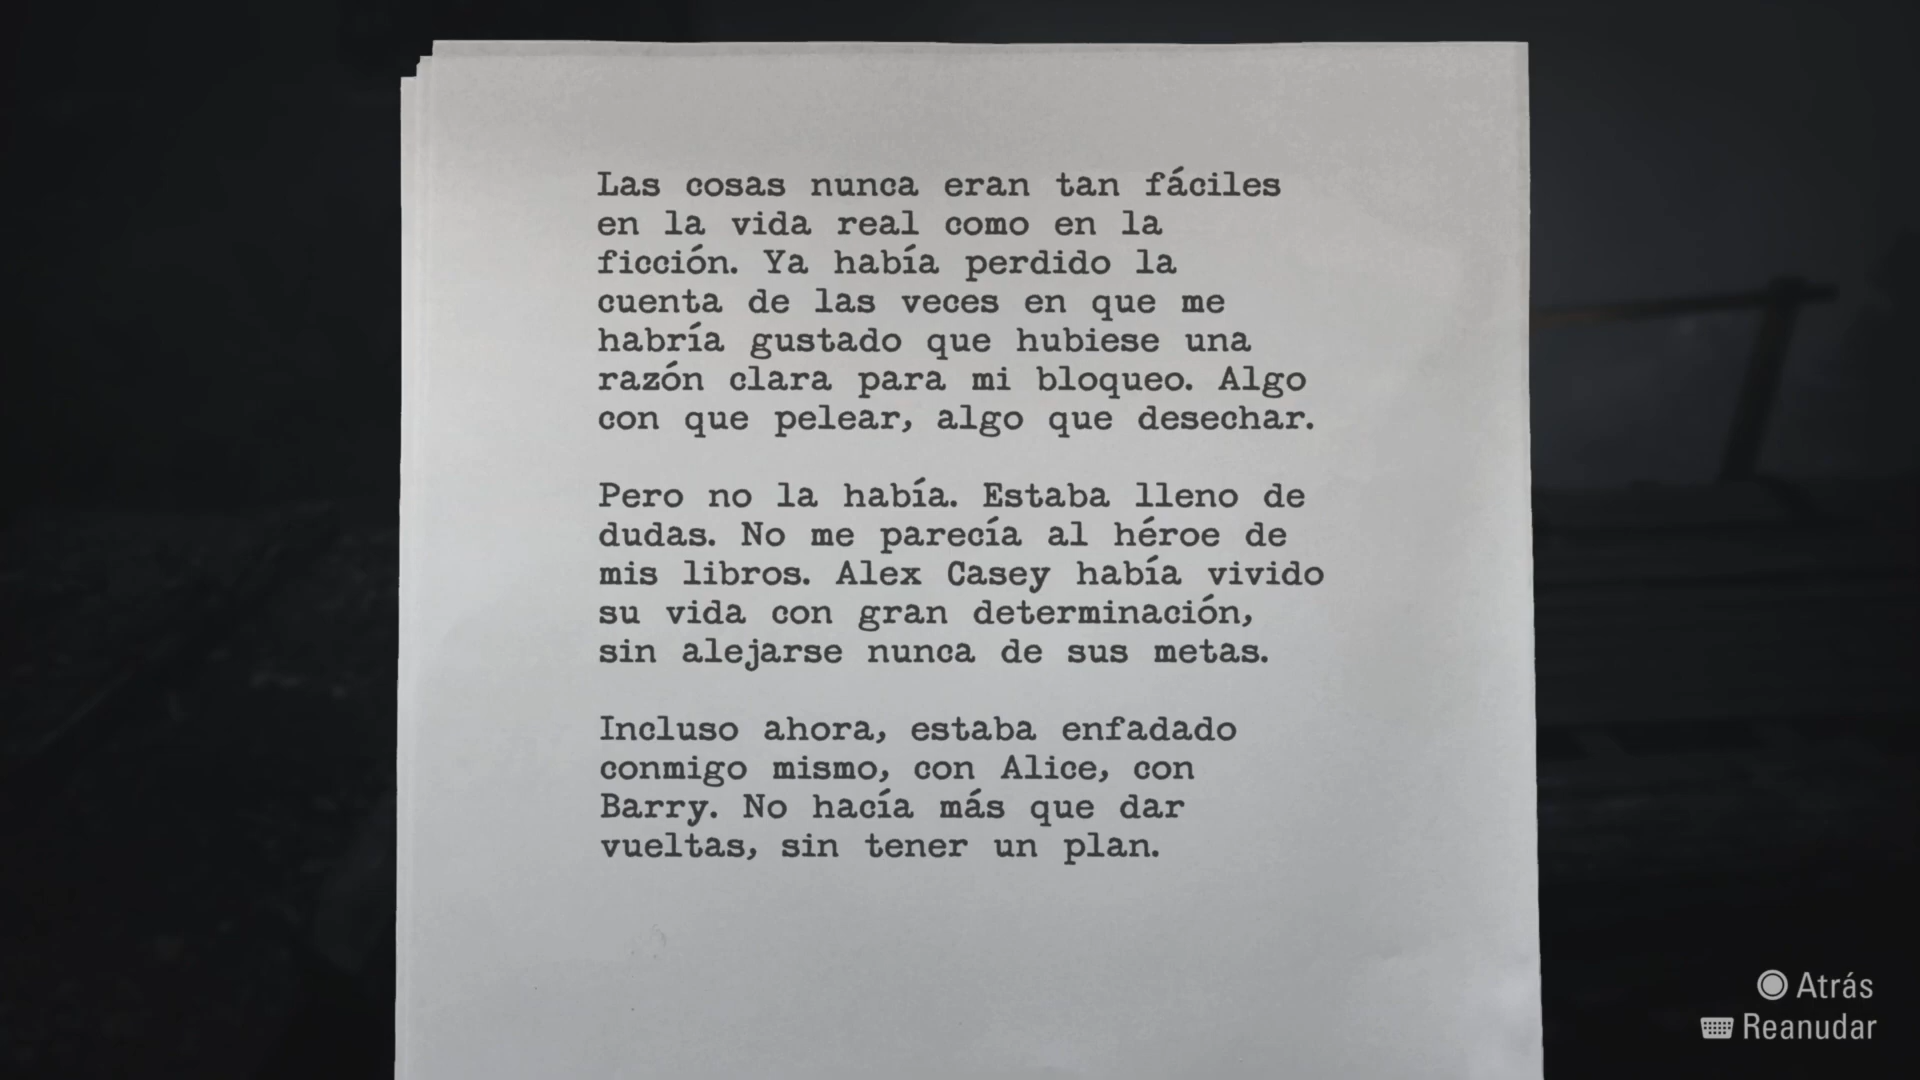 Las cosas nunca eran tan fáciles
en la vida real como en la
ficción. Ya había perdido la
cuenta de las veces en que me
habría gustado que hubiese una
razón clara para mi bloqueo. Algo
con que pelear, algo que desechar.
Pero no la había. Estaba lleno de
dudas. No me parecía al héroe de
mis libros. Alex Casey había vivido
su vida con gran determinación,
sin alejarse nunca de sus metas.
Incluso ahora, estaba enfadado
conmigo mismo, con Alice, con
Barry. No hacía más que dar
vueltas, sin tener un plan.
Atrás
Reanudar